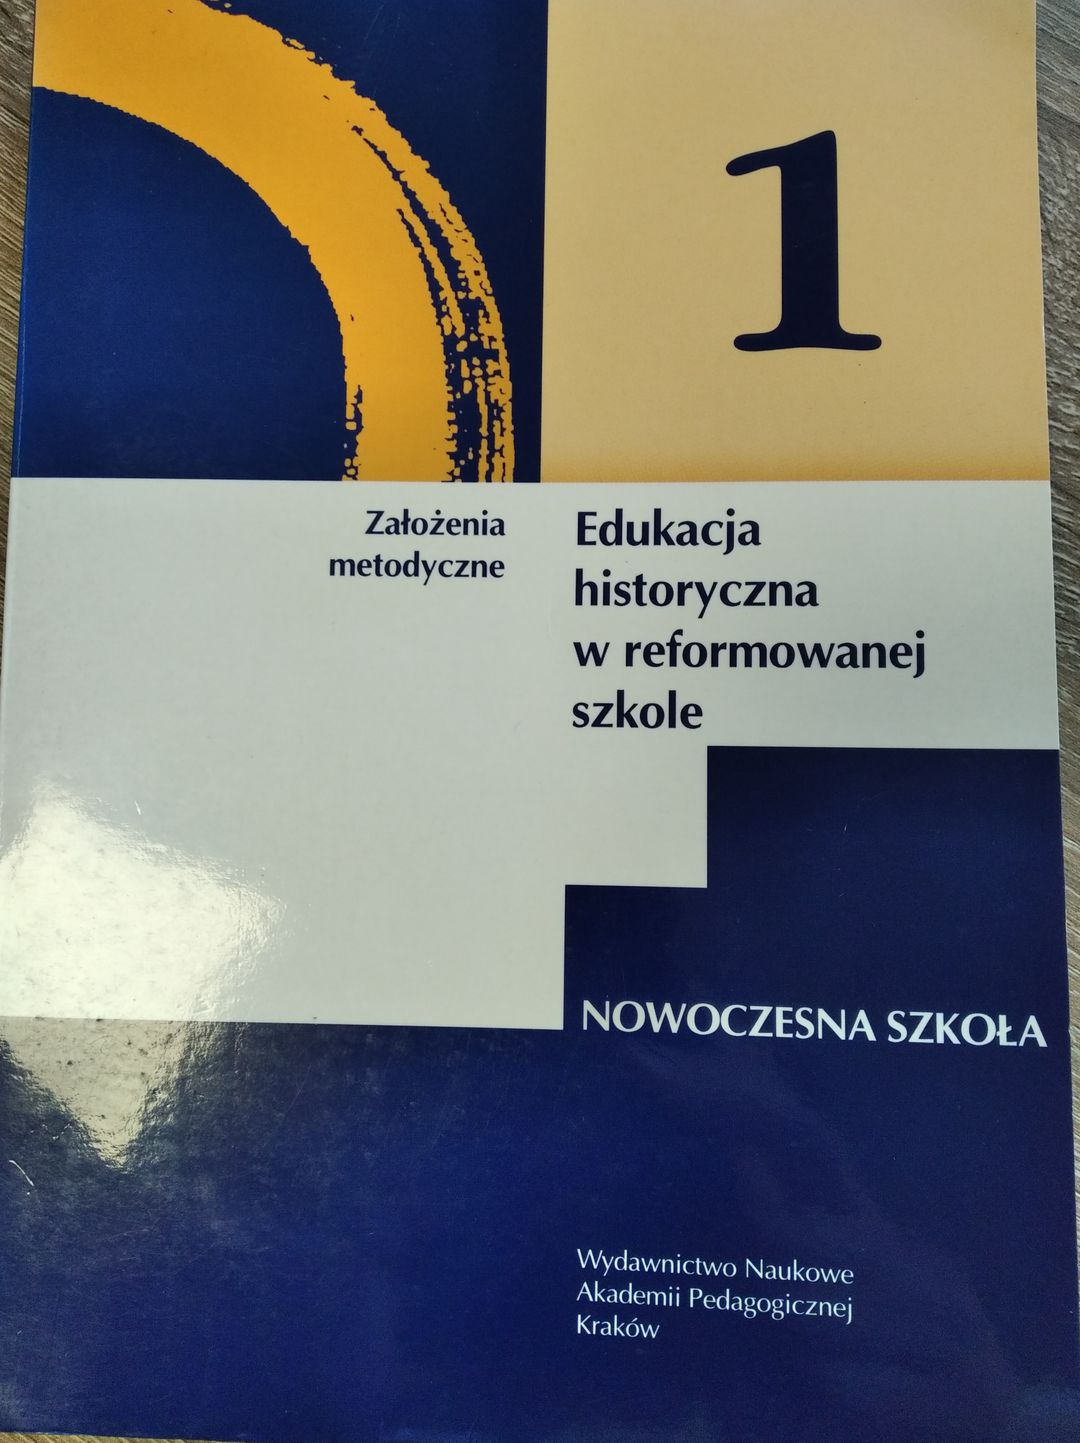 1
Założenia
metodyczne
Edukacja
historyczna
w reformowanej
szkole
NOWOCZESNA SZKOŁA
Wydawnictwo Naukowe
Akademii Pedagogicznej
Kraków